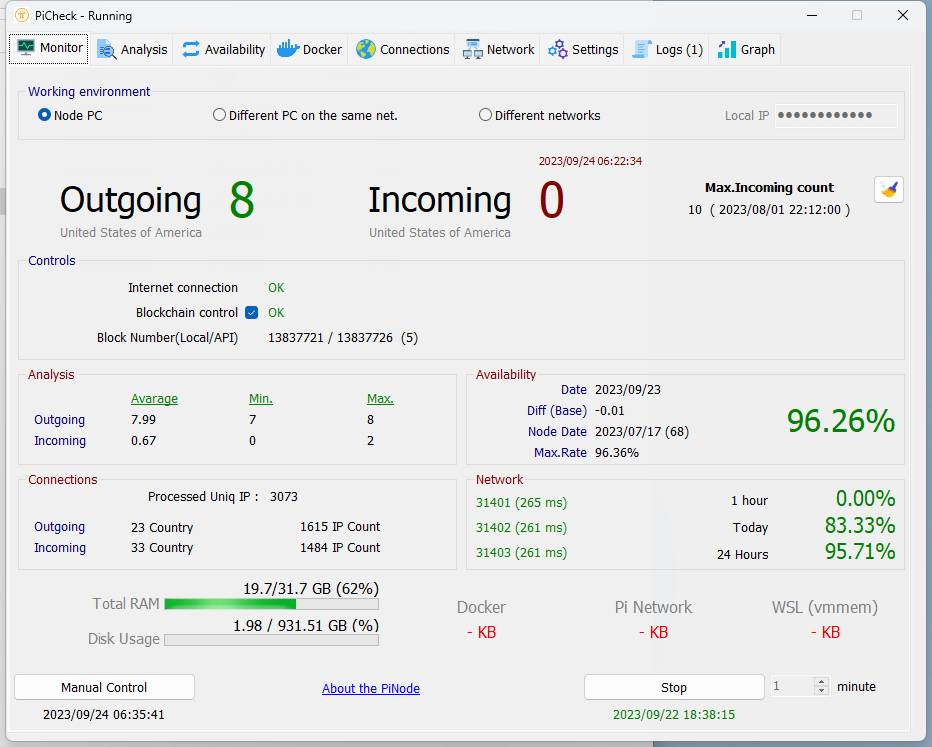 PiCheck - Running
Monitor Analysis Availability Docker Connections Network Settings Logs (1) Graph
Working environment
Node PC Different PC on the same net. Different networks Local IP ●●●●●●●●●●●●
2023/09/24 06:22:34
Outgoing 8 Incoming 0
United States of America United States of America
Max.Incoming count
10 ( 2023/08/01 22:12:00 )
Controls
Internet connection OK
Blockchain control OK
Block Number(Local/API) 13837721 / 13837726 (5)
Analysis
Avarage Min. Max.
Outgoing 7.99 7 8
Incoming 0.67 0 2
Availability
Date 2023/09/23
Diff (Base) -0.01
Node Date 2023/07/17 (68)
Max.Rate 96.36%
96.26%
Connections
Processed Uniq IP : 3073
Outgoing 23 Country 1615 IP Count
Incoming 33 Country 1484 IP Count
Network
31401 (265 ms) 1 hour 0.00%
31402 (261 ms) Today 83.33%
31403 (261 ms) 24 Hours 95.71%
19.7/31.7 GB (62%)
Total RAM
1.98 / 931.51 GB (%)
Disk Usage
Docker Pi Network WSL (vmmem)
- KB - KB - KB
Manual Control About the PiNode Stop 1 minute
2023/09/24 06:35:41 2023/09/22 18:38:15